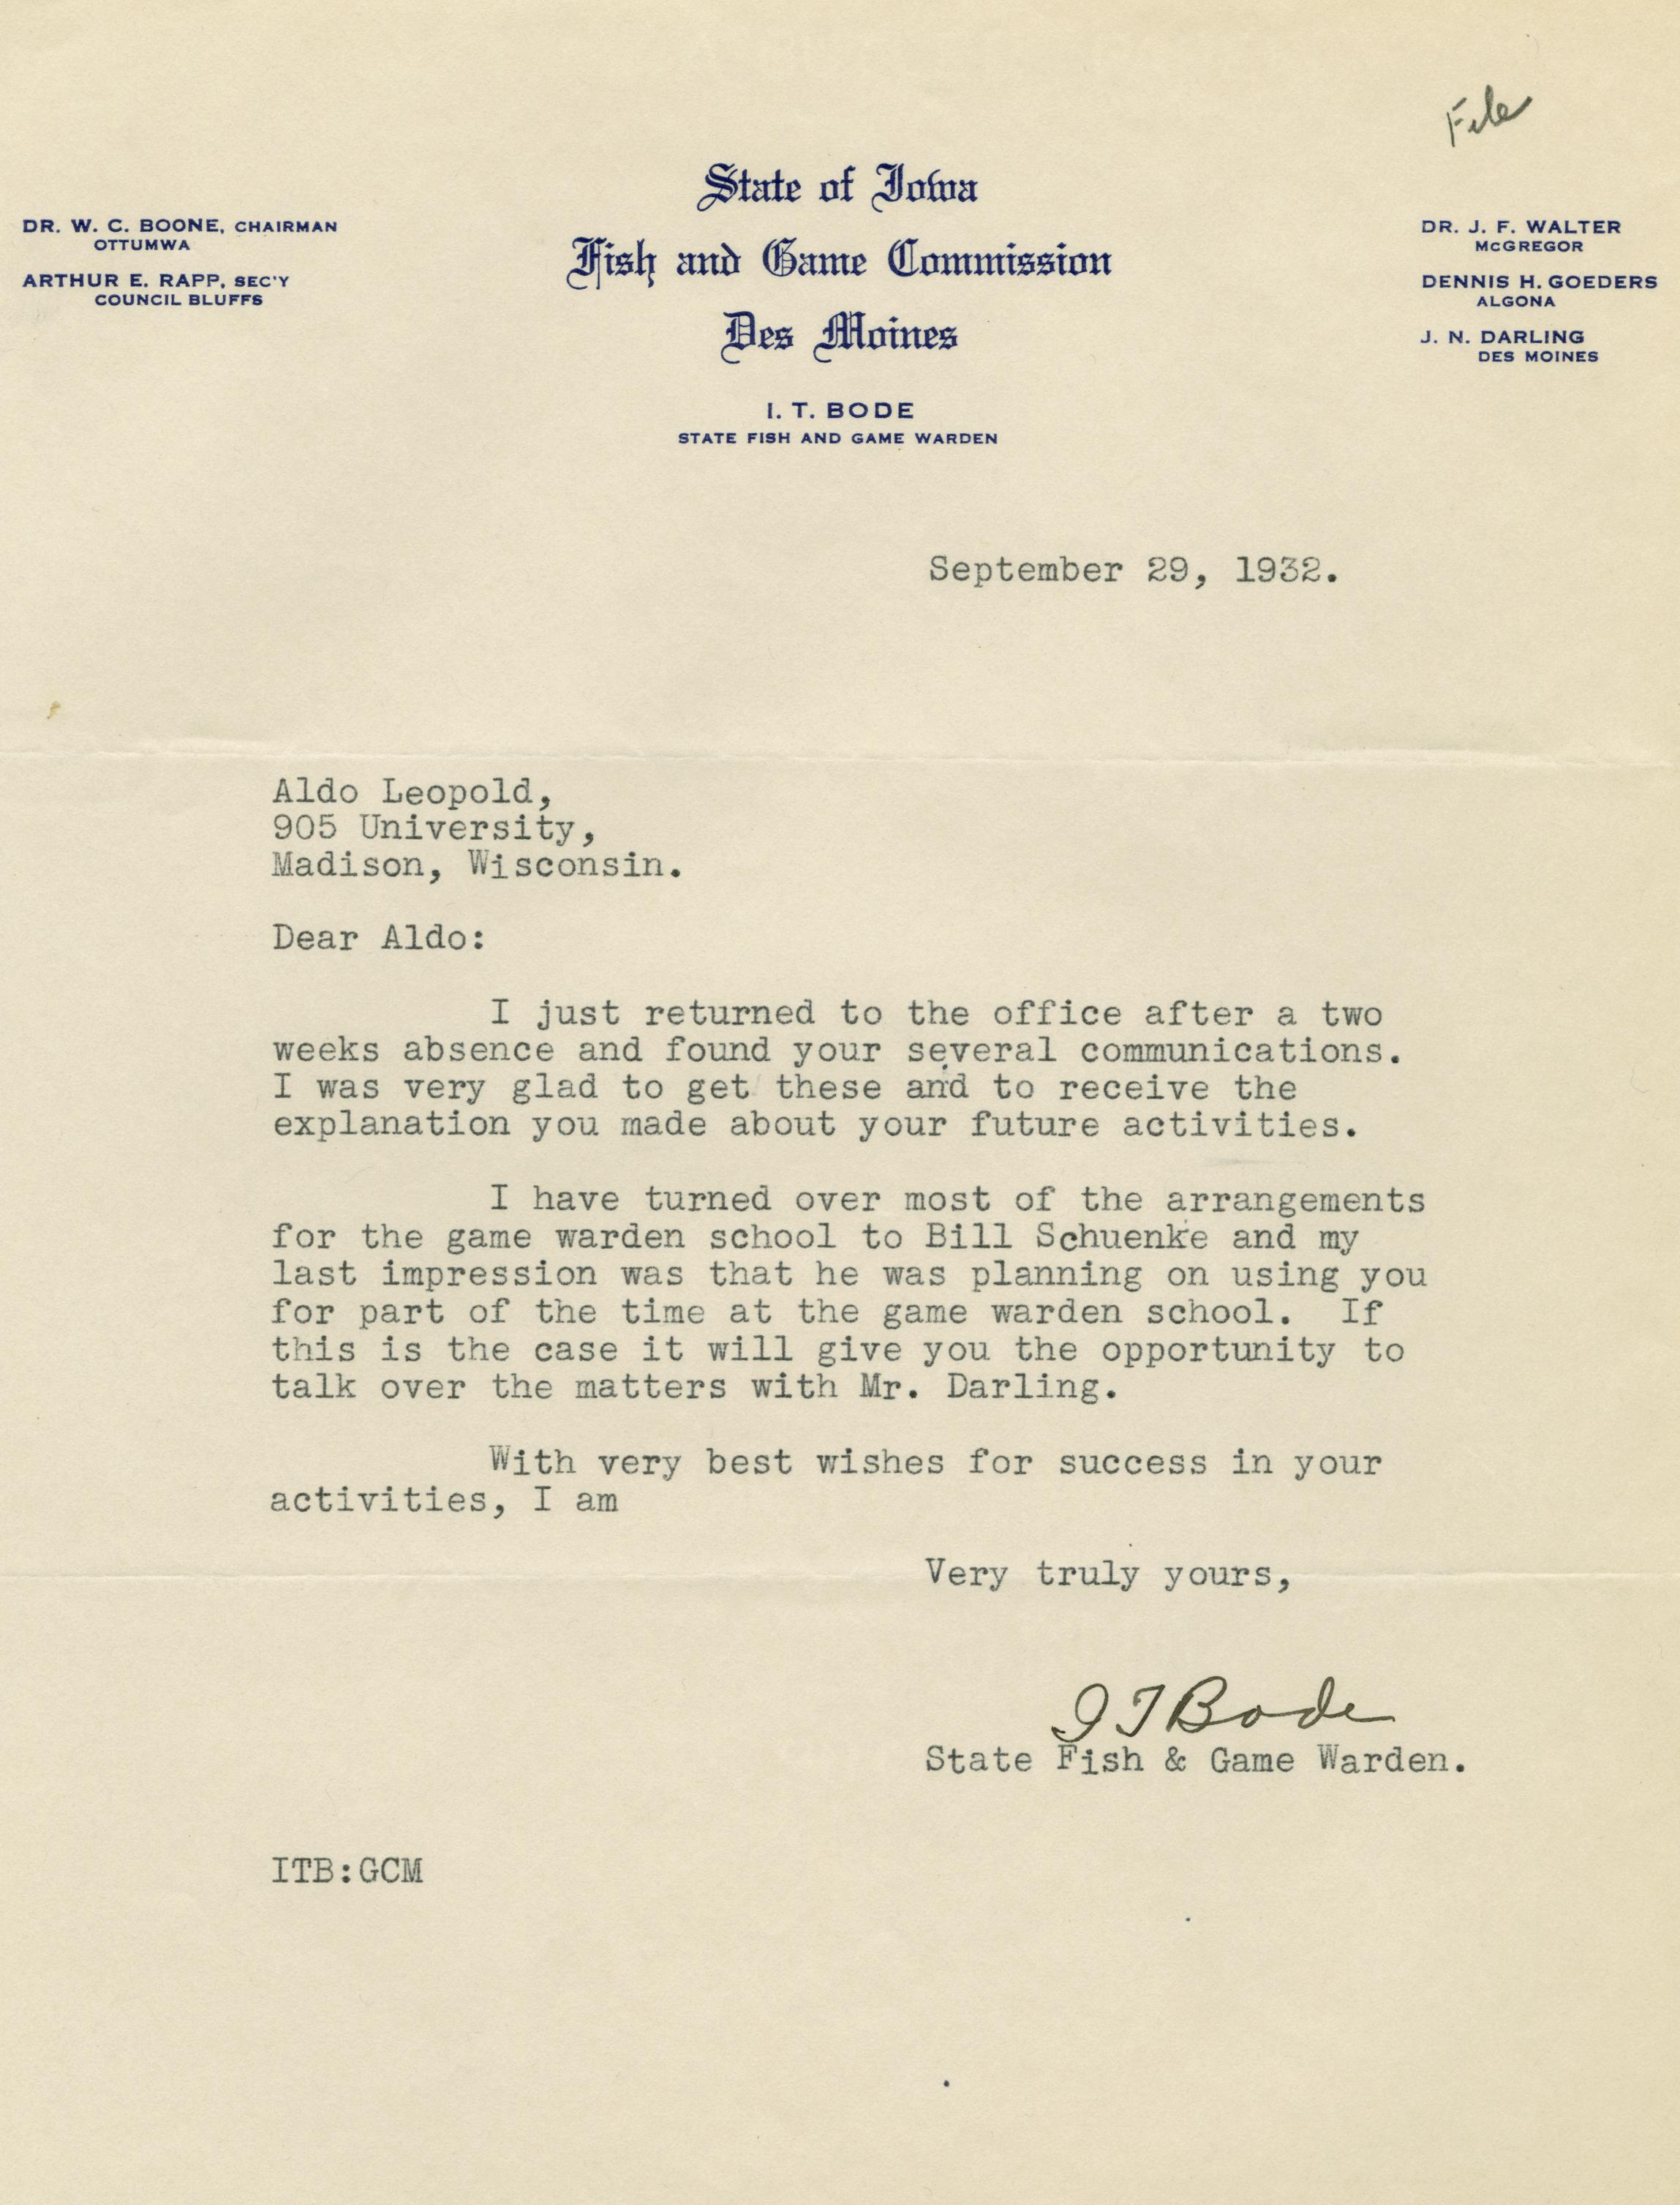 File
State of Iowa
Fish and Game Commission
Des Moines
DR. W. C. BOONE, CHAIRMAN
OTTUMWA
ARTHUR E. RAPP, SEC'Y
COUNCIL BLUFFS
DR. J. F. WALTER
McGREGOR
DENNIS H. GOEDERS
ALGONA
J. N. DARLING
DES MOINES
I. T. BODE
STATE FISH AND GAME WARDEN
September 29, 1932.
Aldo Leopold,
905 University,
Madison, Wisconsin.
Dear Aldo:
I just returned to the office after a two
weeks absence and found your several communications.
I was very glad to get these and to receive the
explanation you made about your future activities.
I have turned over most of the arrangements
for the game warden school to Bill Schuenke and my
last impression was that he was planning on using you
for part of the time at the game warden school. If
this is the case it will give you the opportunity to
talk over the matters with Mr. Darling.
With very best wishes for success in your
activities, I am
Very truly yours,
I T Bode
State Fish & Game Warden.
ITB:GCM